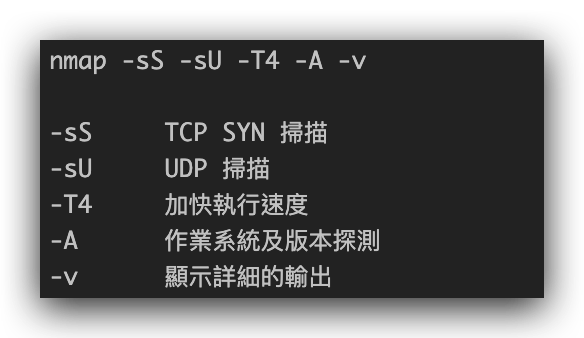 nmap -sS -sU -T4 -A -v
-sS TCP SYN 掃描
-sU UDP 掃描
-T4 加快執行速度
-A 作業系統及版本探測
-v 顯示詳細的輸出